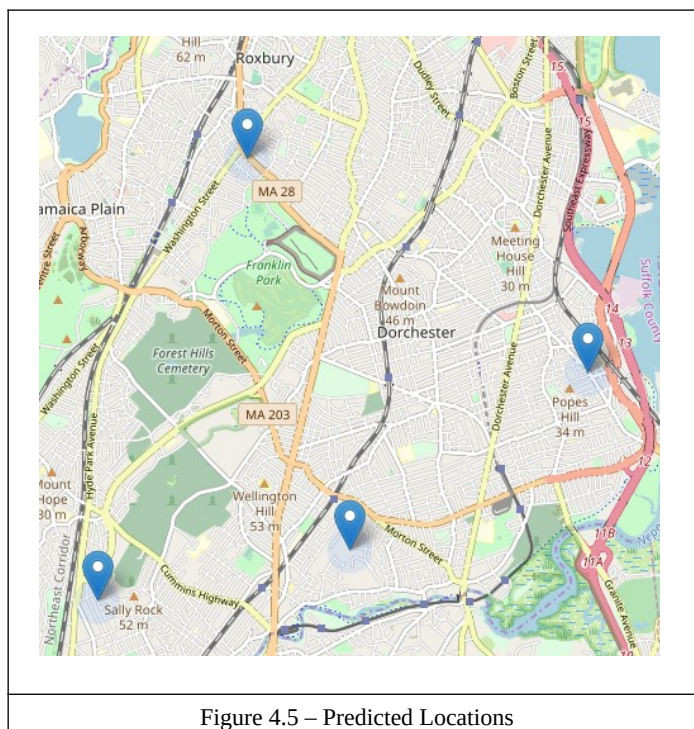 Hill
62 m
Roxbury
Dudley Street
Boston Street
15
15
MA 28
Washington Street
Dorchester Avenue
Southeast Expressway
amaica Plain
Arborway
entre Street
Franklin
Park
Meeting
House
Hill
30 m
Suffolk County
Mount
Bowdoin
46 m
Dorchester
14
13
Morton Street
Forest Hills
Cemetery
Washington Street
Dorchester Avenue
MA 203
Popes
Hill
34 m
12
Hyde Park Avenue
Mount
Hope
30 m
Wellington
Hill
53 m
Morton Street
11B
11A
Nepo
Northeast Corridor
Cummins Highway
Sally Rock
52 m
Granite Avenue
10
Figure 4.5 – Predicted Locations